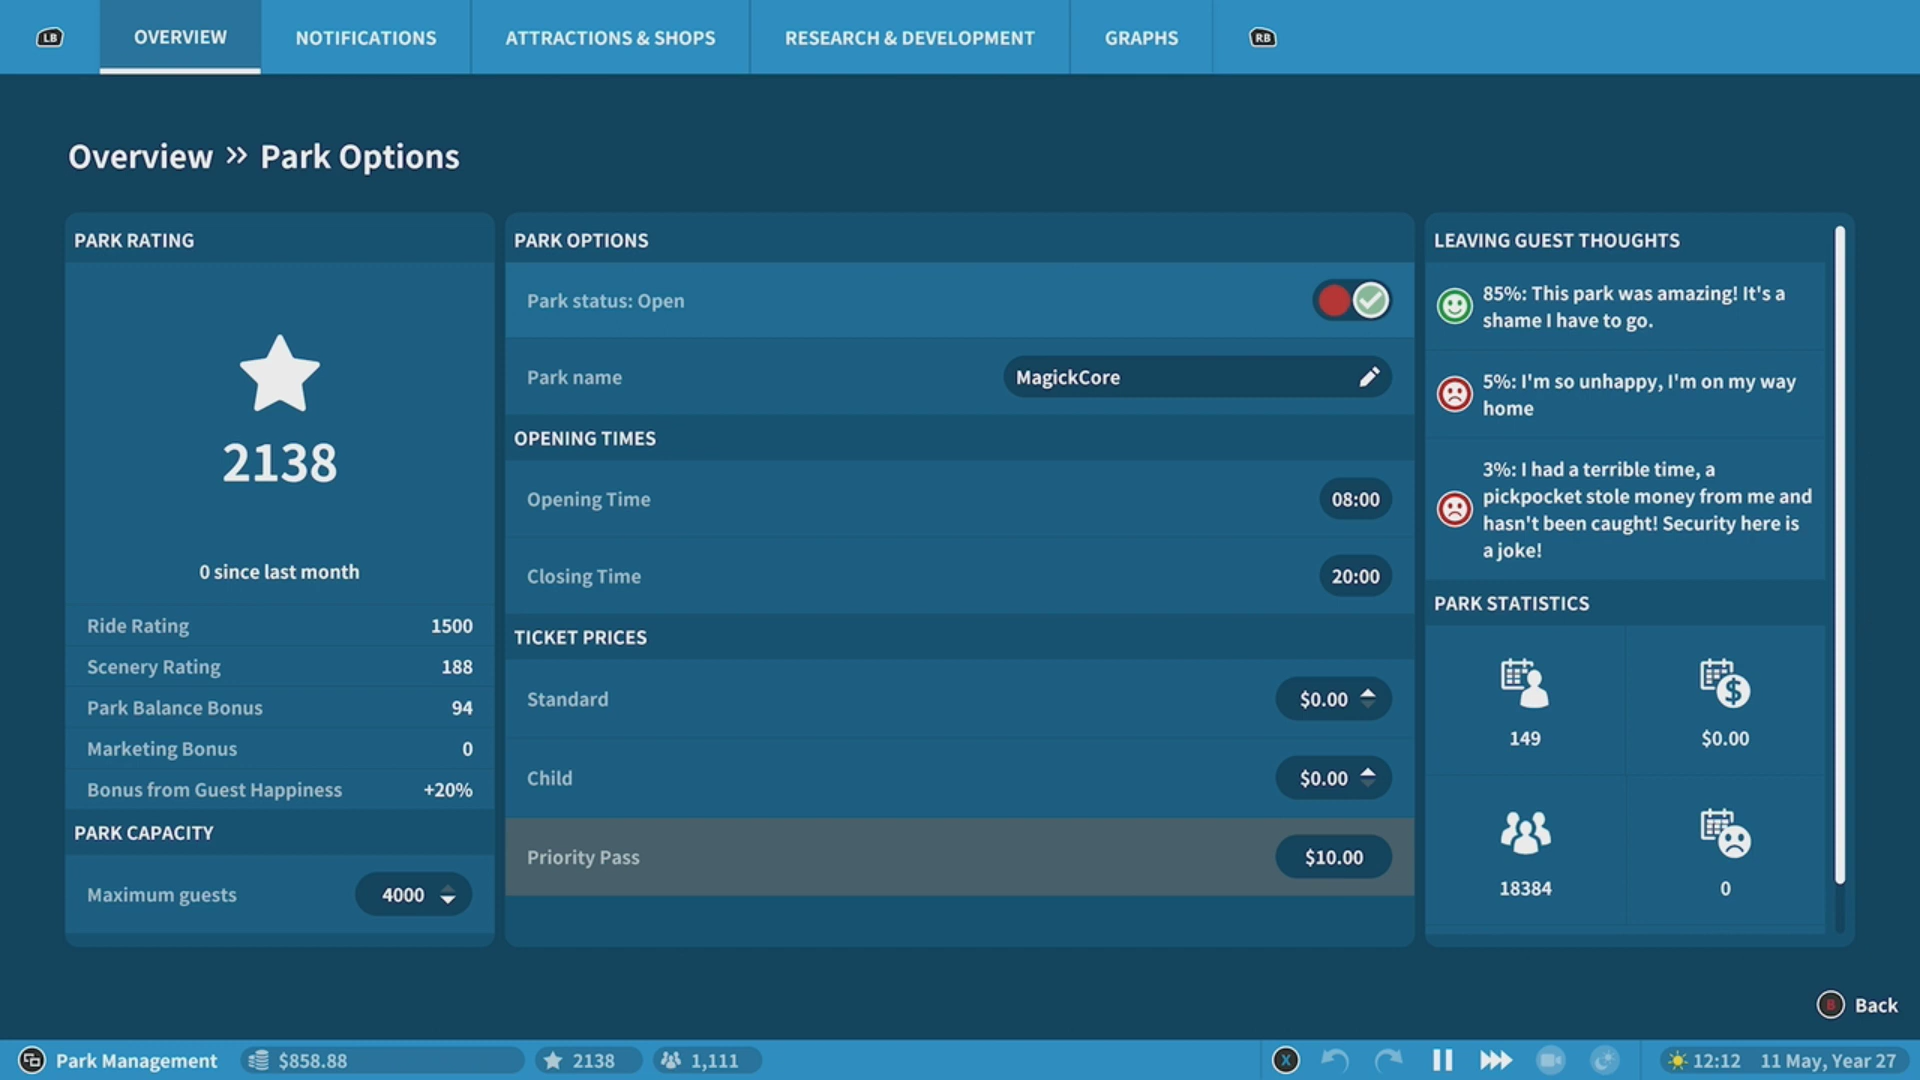 LB
OVERVIEW
NOTIFICATIONS
ATTRACTIONS & SHOPS
RESEARCH & DEVELOPMENT
GRAPHS
RB
Overview » Park Options
PARK RATING
2138
0 since last month
Ride Rating 1500
Scenery Rating 188
Park Balance Bonus 94
Marketing Bonus 0
Bonus from Guest Happiness +20%
PARK CAPACITY
Maximum guests 4000
PARK OPTIONS
Park status: Open
Park name MagickCore
OPENING TIMES
Opening Time 08:00
Closing Time 20:00
TICKET PRICES
Standard $0.00
Child $0.00
Priority Pass $10.00
LEAVING GUEST THOUGHTS
85%: This park was amazing! It's a
shame I have to go.
5%: I'm so unhappy, I'm on my way
home
3%: I had a terrible time, a
pickpocket stole money from me and
hasn't been caught! Security here is
a joke!
PARK STATISTICS
149
$0.00
18384
0
B Back
Park Management
$858.88
2138
1,111
X
12:12 11 May, Year 27